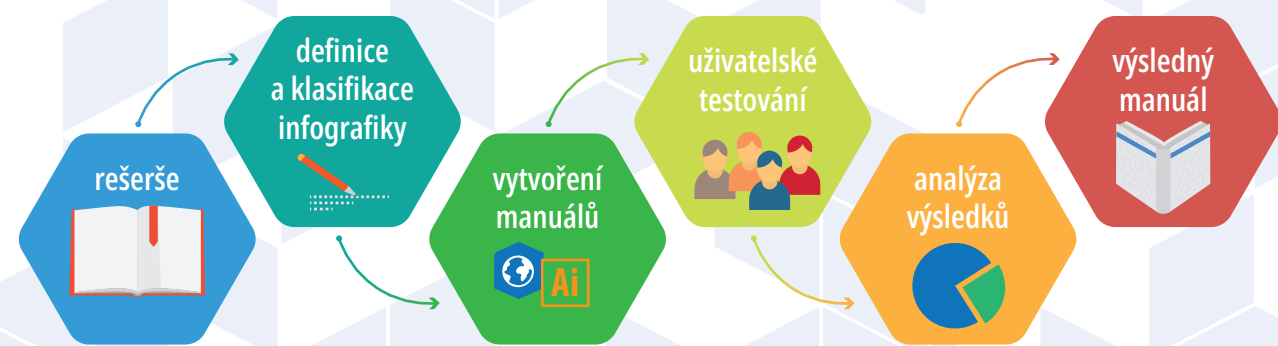 rešerše
definice
a klasifikace
infografiky
vytvoření
manuálů
Ai
uživatelské
testování
analýza
výsledků
výsledný
manuál